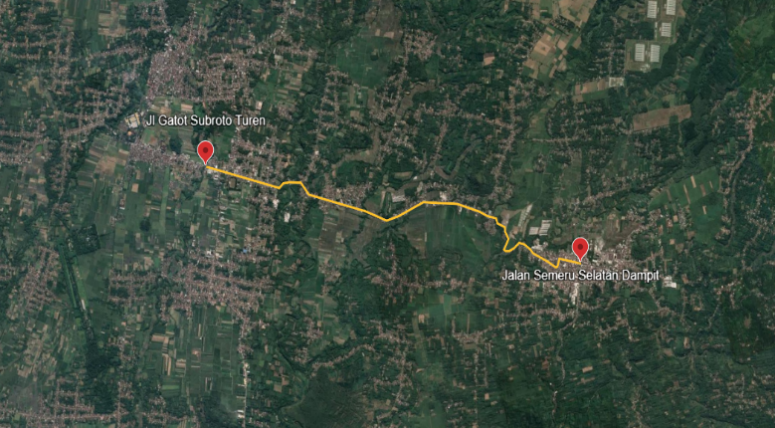 Jl Gatot Subroto Turen
Jalan Semeru Selatan Dampit